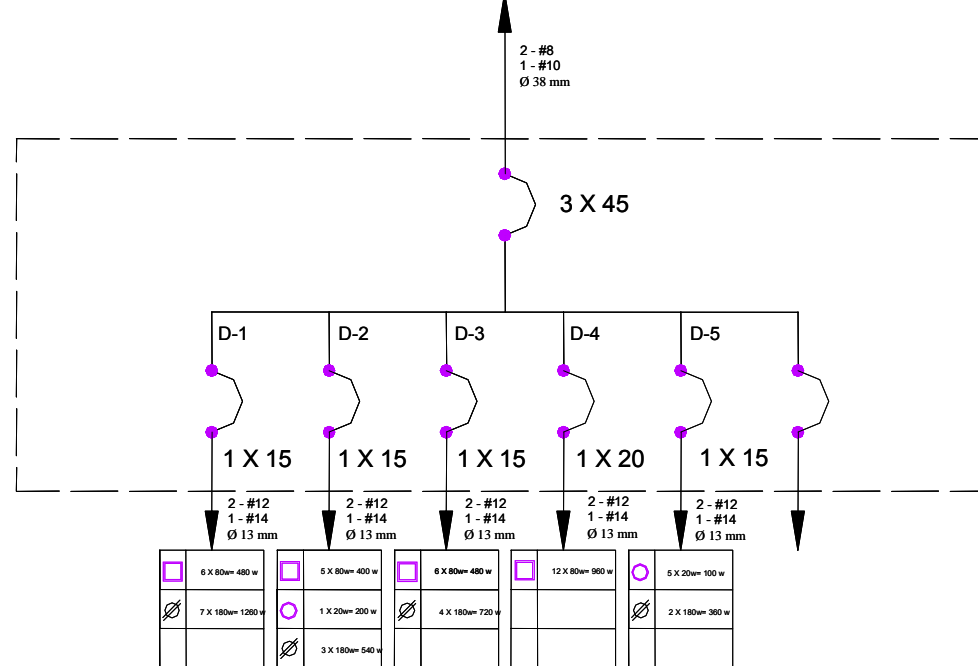 2 - #8
1 - #10
Ø 38 mm
3 X 45
D-1
D-2
D-3
D-4
D-5
1 X 15
1 X 15
1 X 15
1 X 20
1 X 15
2 - #12
1 - #14
Ø 13 mm
2 - #12
1 - #14
Ø 13 mm
2 - #12
1 - #14
Ø 13 mm
2 - #12
1 - #14
Ø 13 mm
2 - #12
1 - #14
Ø 13 mm
6 X 80w= 480 w
7 X 180w= 1260 w
5 X 80w= 400 w
1 X 20w= 200 w
3 X 180w= 540 w
6 X 80w= 480 w
4 X 180w= 720 w
12 X 80w= 960 w
5 X 20w= 100 w
2 X 180w= 360 w